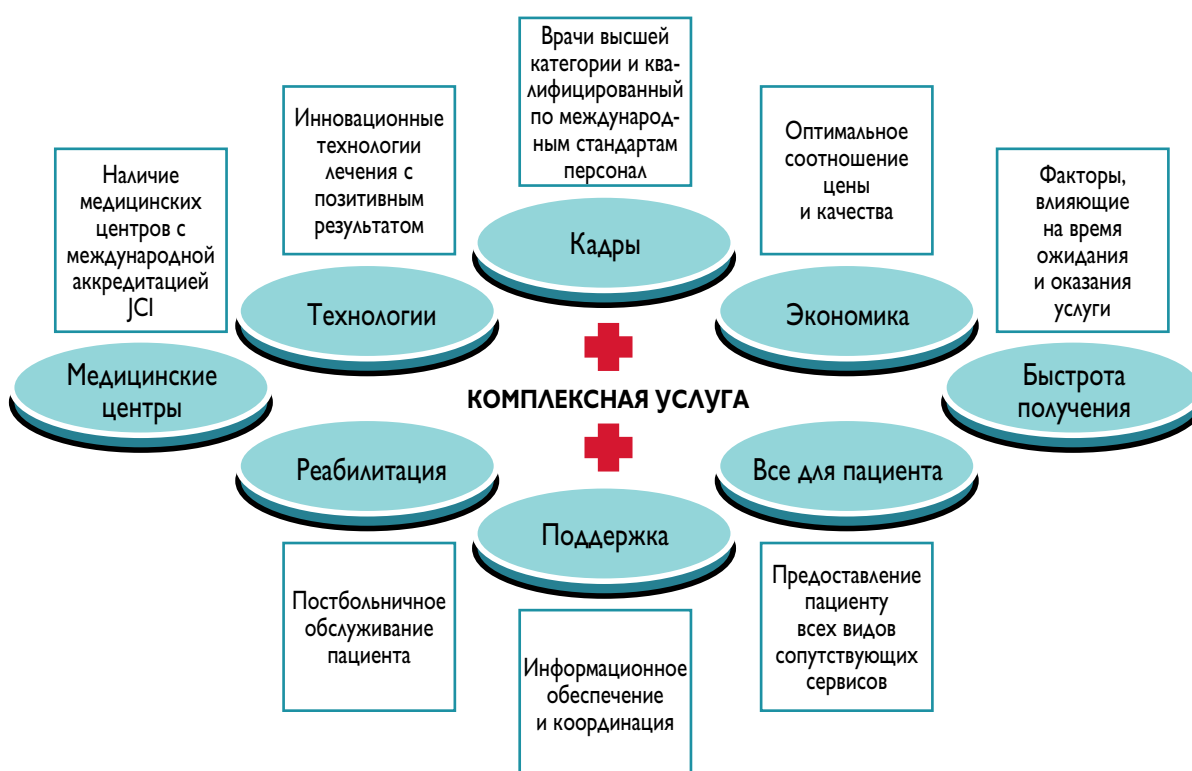 Врачи высшей
категории и ква-
лифицированный
по международ-
ным стандартам
персонал
Инновационные
технологии
лечения с
позитивным
результатом
Оптимальное
соотношение
цены
и качества
Наличие
медицинских
центров с
международной
аккредитацией
JCI
Факторы,
влияющие
на время
ожидания
и оказания
услуги
Кадры
Технологии
Экономика
Медицинские
центры
Быстрота
получения
КОМПЛЕКСНАЯ УСЛУГА
Реабилитация
Все для пациента
Поддержка
Постбольничное
обслуживание
пациента
Информационное
обеспечение
и координация
Предоставление
пациенту
всех видов
сопутствующих
сервисов